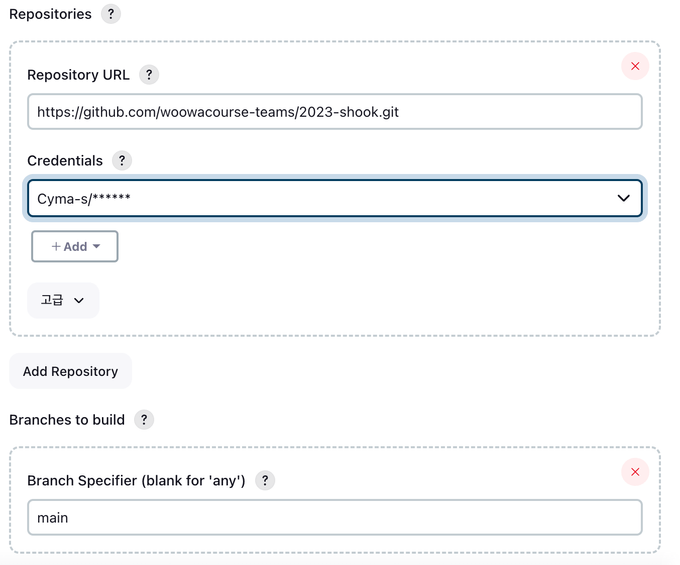 Repositories ?
Repository URL ?
https://github.com/woowacourse-teams/2023-shook.git
Credentials ?
Cyma-s/******
+ Add
고급
Add Repository
Branches to build ?
Branch Specifier (blank for 'any') ?
main